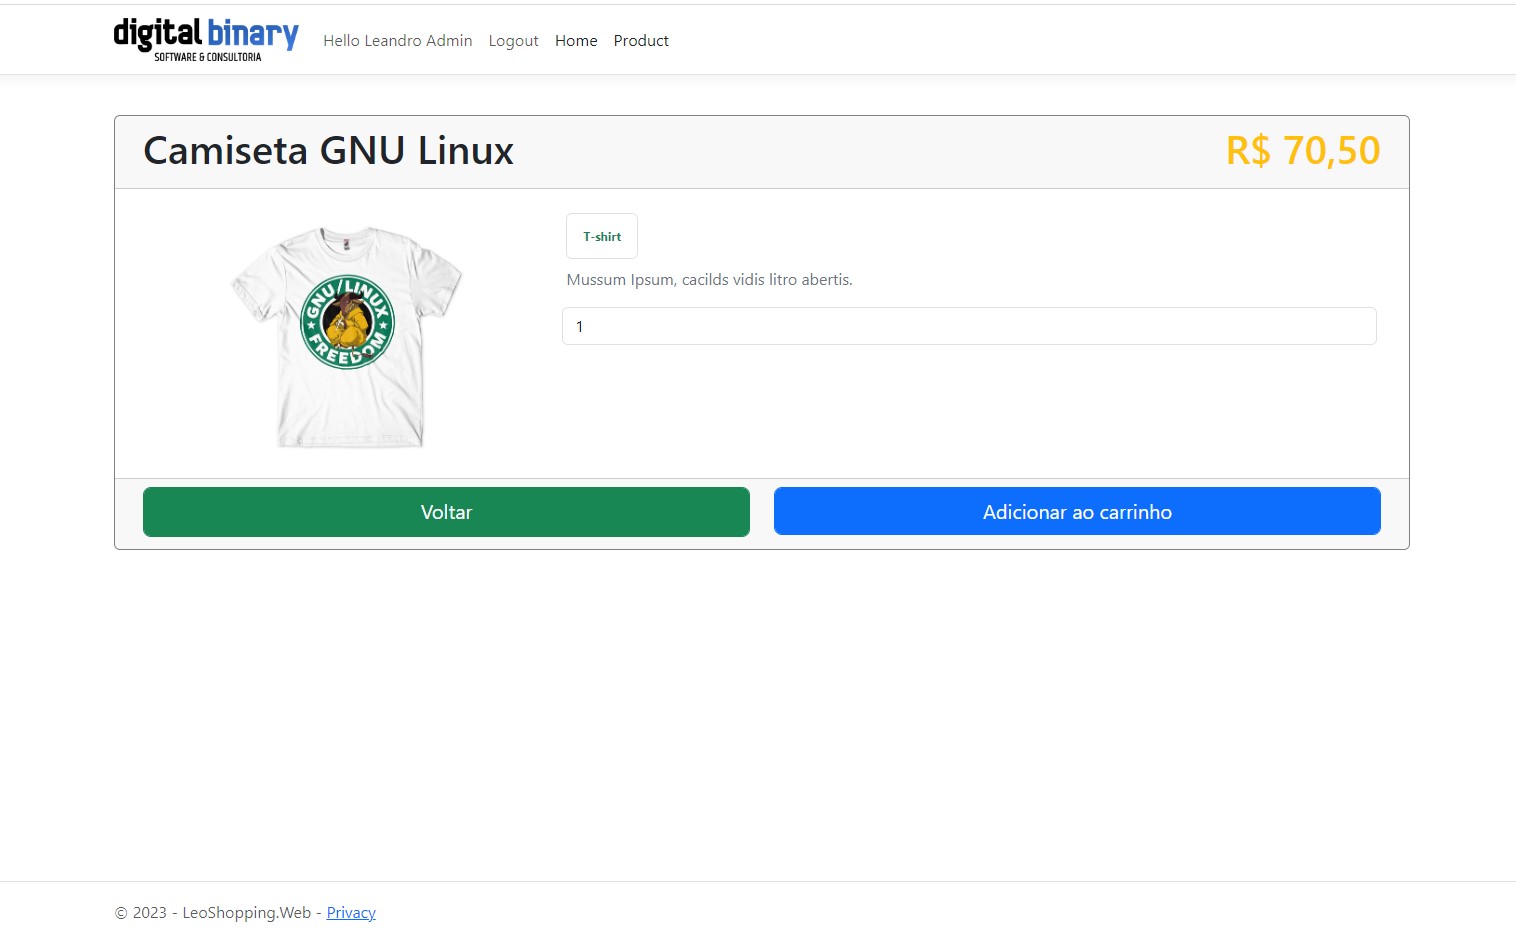 digital binary
SOFTWARE & CONSULTORIA
Hello Leandro Admin Logout Home Product
Camiseta GNU Linux R$ 70,50
GNU/LINUX
FREEDOM
T-shirt
Mussum Ipsum, cacilds vidis litro abertis.
1
Voltar Adicionar ao carrinho
© 2023 - LeoShopping.Web - Privacy